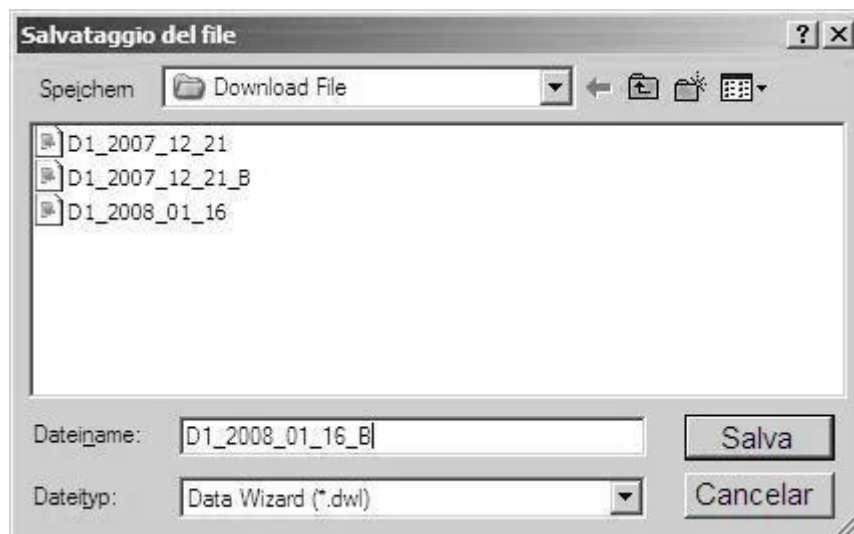 Salvataggio del file
Speichern Download File
D1_2007_12_21
D1_2007_12_21_B
D1_2008_01_16
Dateiname: D1_2008_01_16_B Salva
Dateityp: Data Wizard (*.dwl) Cancelar